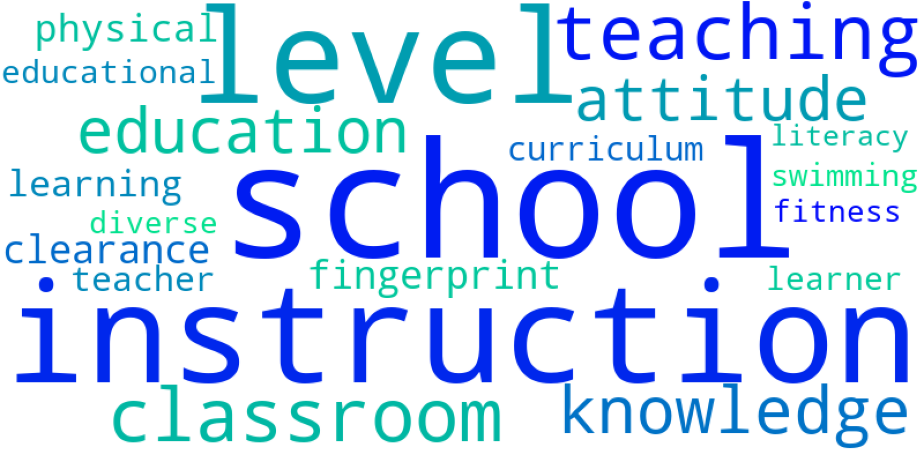 physical level teaching
educational attitude
education curriculum literacy
learning school swimming
diverse fitness
clearance
teacher fingerprint learner
instruction
classroom knowledge